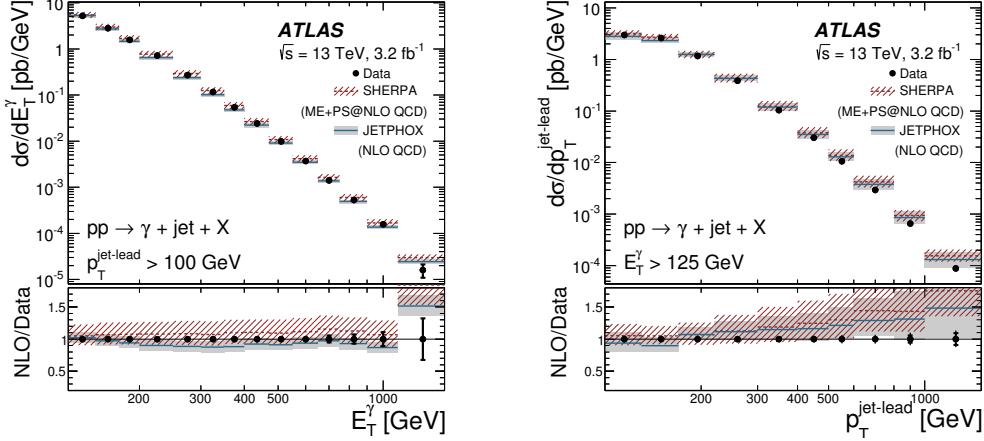 dσ/dE_T^γ [pb/GeV]
10
1
10⁻¹
10⁻²
10⁻³
10⁻⁴
10⁻⁵
ATLAS
√s = 13 TeV, 3.2 fb⁻¹
Data
SHERPA
(ME+PS@NLO QCD)
JETPHOX
(NLO QCD)
pp → γ + jet + X
p_T^jet-lead > 100 GeV
NLO/Data
1.5
1.0
0.5
200 300 400 500 1000
E_T^γ [GeV]
dσ/dp_T^jet-lead [pb/GeV]
10
1
10⁻¹
10⁻²
10⁻³
10⁻⁴
ATLAS
√s = 13 TeV, 3.2 fb⁻¹
Data
SHERPA
(ME+PS@NLO QCD)
JETPHOX
(NLO QCD)
pp → γ + jet + X
E_T^γ > 125 GeV
NLO/Data
1.5
1.0
0.5
200 300 400 500 1000
p_T^jet-lead [GeV]